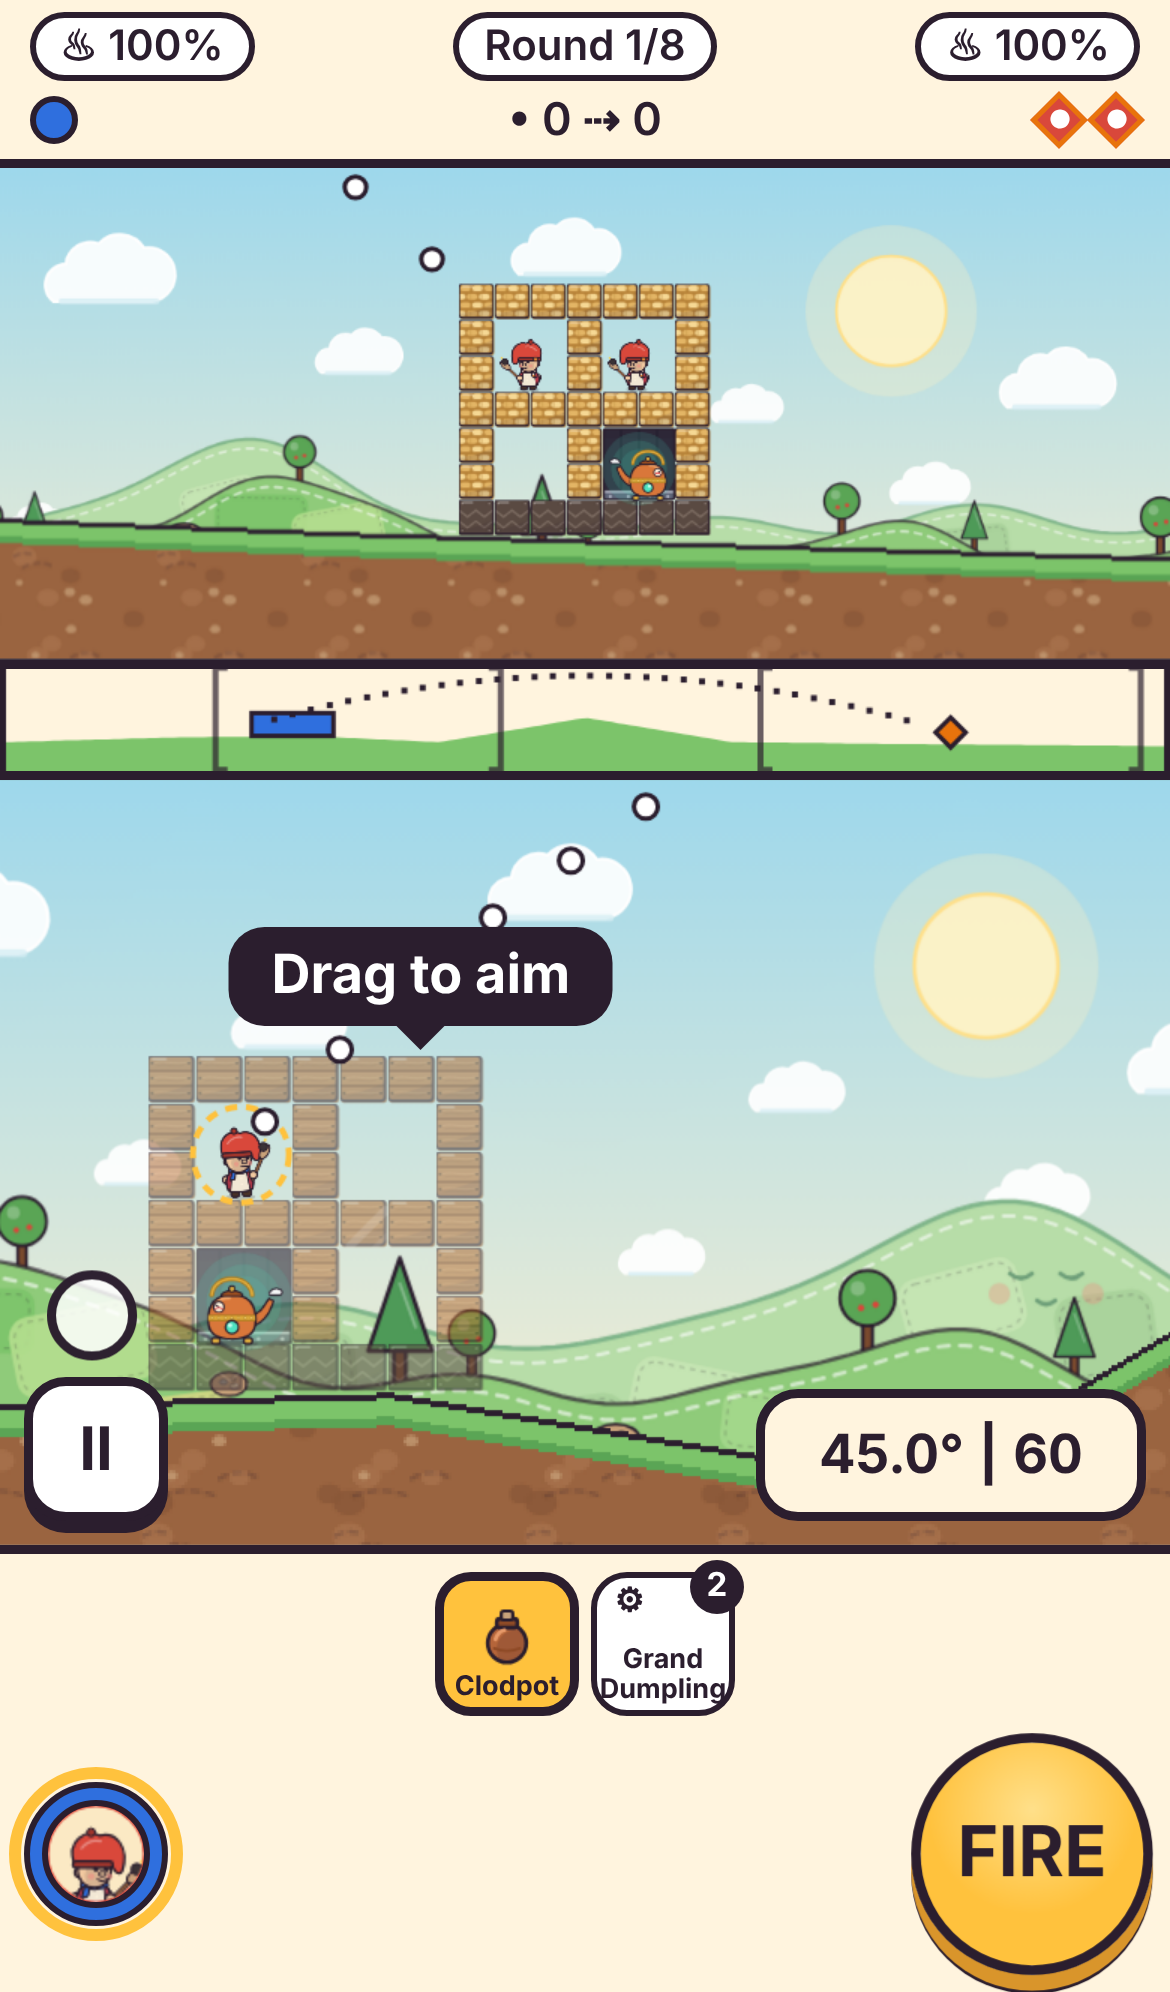 ♨ 100%
Round 1/8
♨ 100%
• 0 ⇢ 0
Drag to aim
45.0° | 60
2
Clodpot
Grand
Dumpling
FIRE